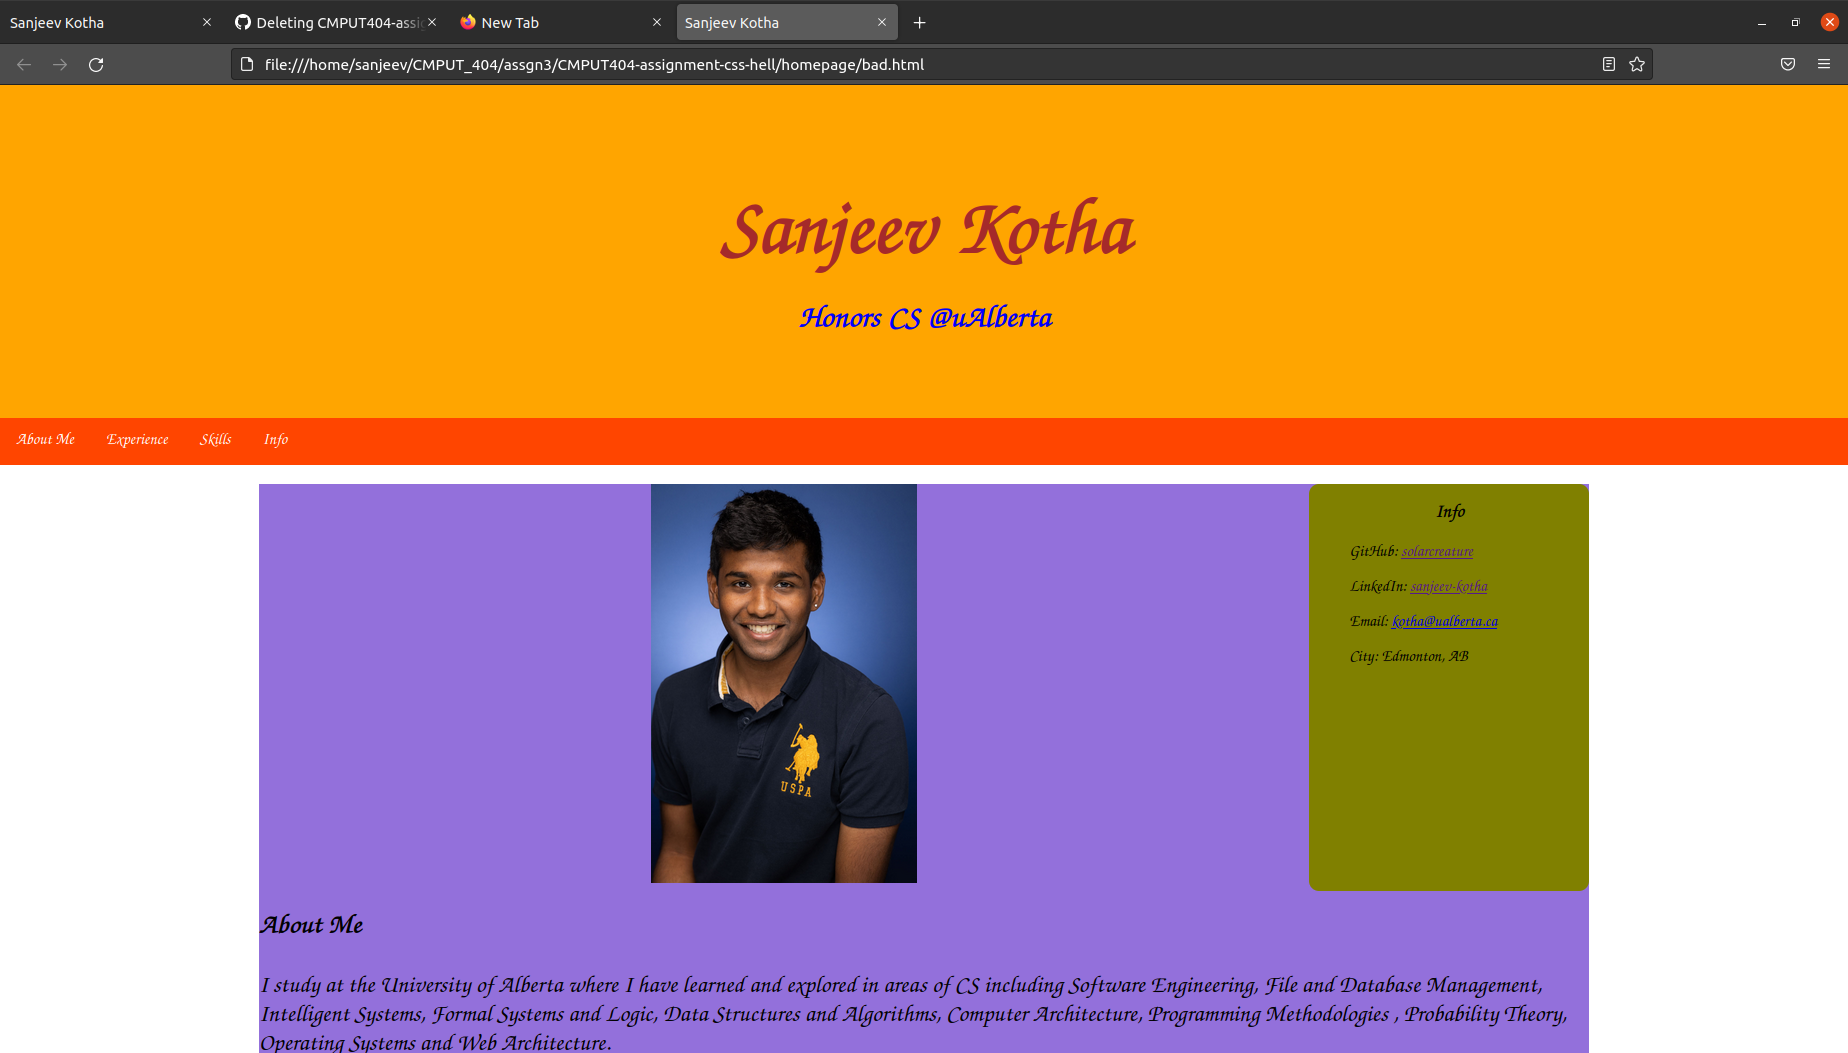 Sanjeev Kotha
Deleting CMPUT404-assi
New Tab
Sanjeev Kotha
file:///home/sanjeev/CMPUT_404/assgn3/CMPUT404-assignment-css-hell/homepage/bad.html
Sanjeev Kotha
Honors CS @uAlberta
About Me Experience Skills Info
USPA
Info
GitHub: solarcreature
LinkedIn: sanjeev-kotha
Email: kotha@ualberta.ca
City: Edmonton, AB
About Me
I study at the University of Alberta where I have learned and explored in areas of CS including Software Engineering, File and Database Management,
Intelligent Systems, Formal Systems and Logic, Data Structures and Algorithms, Computer Architecture, Programming Methodologies , Probability Theory,
Operating Systems and Web Architecture.